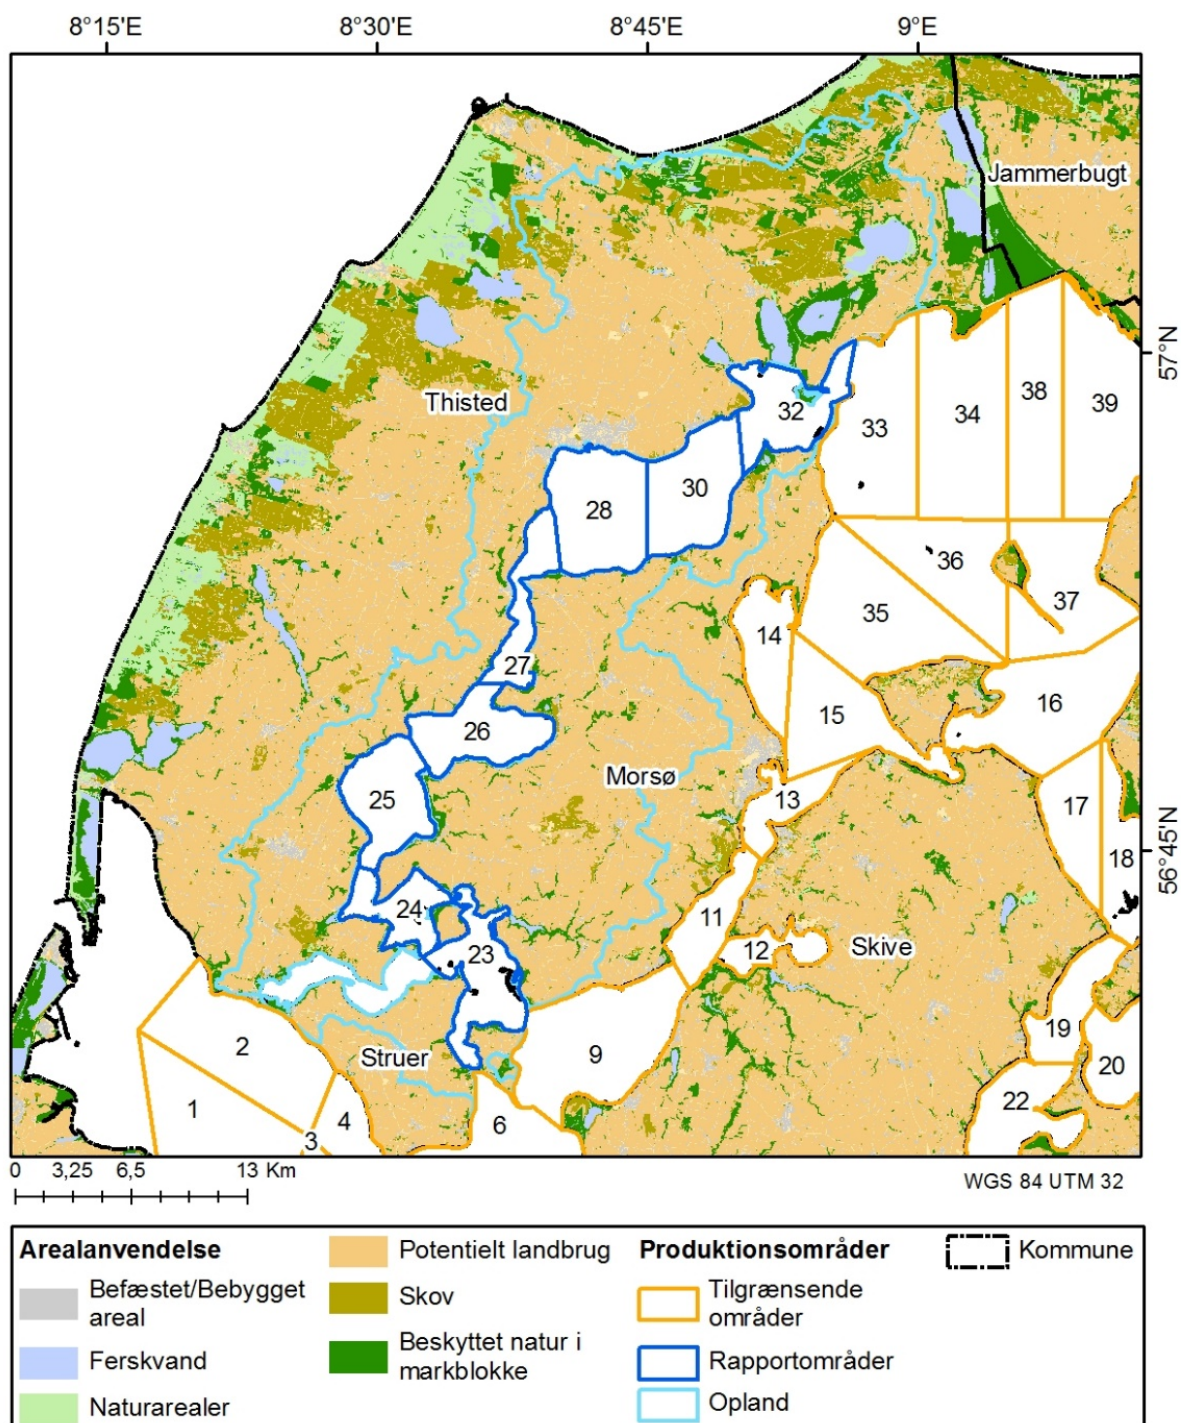 8°15'E 8°30'E 8°45'E 9°E
Jammerbugt
57°N
Thisted
32
33
34
38
39
28
30
36
14
35
37
27
26
15
16
25
Morsø
13
17
56°45'N
18
24
11
12
Skive
23
19
2
Struer
9
20
1
3
4
6
22
0 3,25 6,5 13 Km
WGS 84 UTM 32
Arealanvendelse
Befæstet/Bebygget
areal
Ferskvand
Naturarealer
Potentielt landbrug
Skov
Beskyttet natur i
markblokke
Produktionsområder
Tilgrænsende
områder
Rapportområder
Opland
Kommune